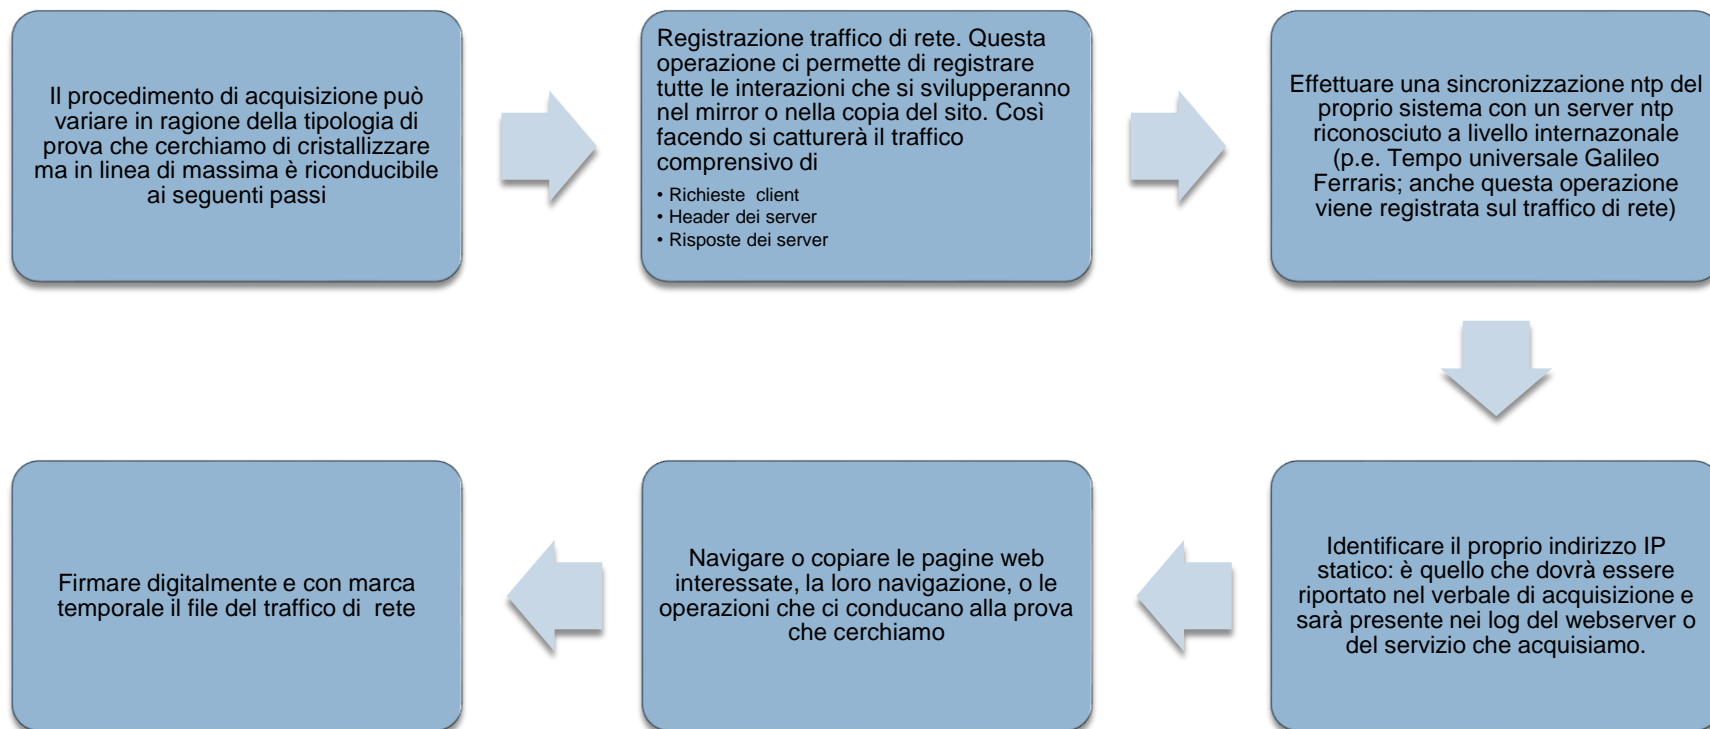 Il procedimento di acquisizione può
variare in ragione della tipologia di
prova che cerchiamo di cristallizzare
ma in linea di massima è riconducibile
ai seguenti passi
Registrazione traffico di rete. Questa
operazione ci permette di registrare
tutte le interazioni che si svilupperanno
nel mirror o nella copia del sito. Così
facendo si catturerà il traffico
comprensivo di
• Richieste client
• Header dei server
• Risposte dei server
Effettuare una sincronizzazione ntp del
proprio sistema con un server ntp
riconosciuto a livello internazonale
(p.e. Tempo universale Galileo
Ferraris; anche questa operazione
viene registrata sul traffico di rete)
Identificare il proprio indirizzo IP
statico: è quello che dovrà essere
riportato nel verbale di acquisizione e
sarà presente nei log del webserver o
del servizio che acquisiamo.
Navigare o copiare le pagine web
interessate, la loro navigazione, o le
operazioni che ci conducano alla prova
che cerchiamo
Firmare digitalmente e con marca
temporale il file del traffico di rete